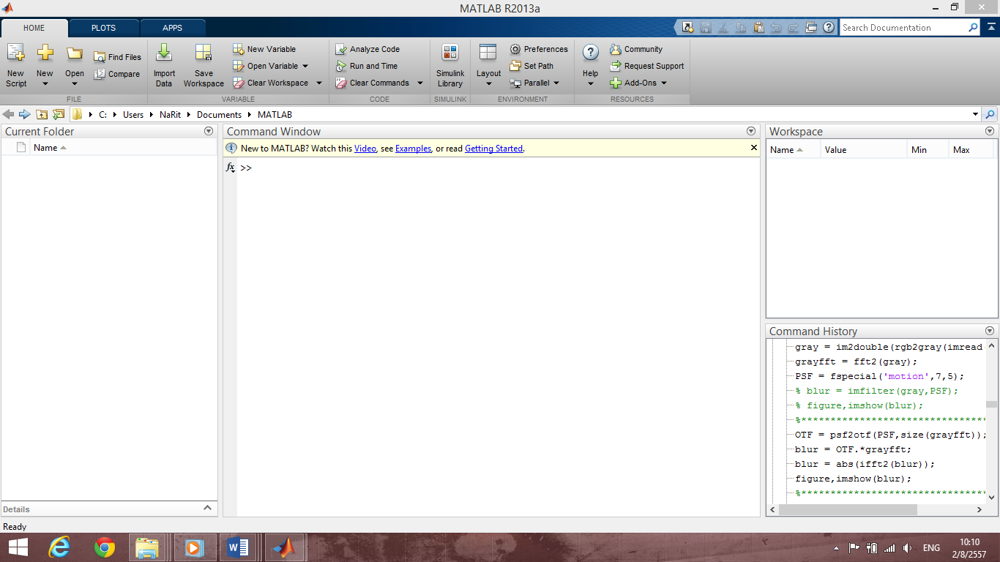 MATLAB R2013a
HOME PLOTS APPS
Search Documentation
New Script
New
Open
Find Files
Compare
FILE
Import Data
Save Workspace
New Variable
Open Variable
Clear Workspace
VARIABLE
Analyze Code
Run and Time
Clear Commands
CODE
Simulink Library
SIMULINK
Layout
Preferences
Set Path
Parallel
ENVIRONMENT
Help
Community
Request Support
Add-Ons
RESOURCES
C: Users NaRit Documents MATLAB
Current Folder
Name
Details
Command Window
New to MATLAB? Watch this Video, see Examples, or read Getting Started.
fx >>
Workspace
Name Value Min Max
Command History
gray = im2double(rgb2gray(imread
grayfft = fft2(gray);
PSF = fspecial('motion',7,5);
% blur = imfilter(gray,PSF);
% figure,imshow(blur);
%********************************
OTF = psf2otf(PSF,size(grayfft));
blur = OTF.*grayfft;
blur = abs(ifft2(blur));
figure,imshow(blur);
%********************************
Ready
ENG
10:10
2/8/2557